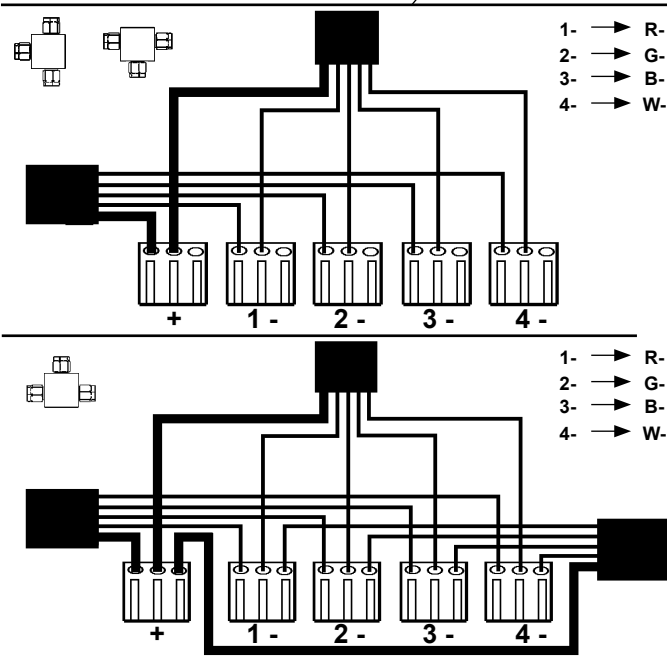 1- R-
2- G-
3- B-
4- W-
+ 1 - 2 - 3 - 4 -
1- R-
2- G-
3- B-
4- W-
+ 1 - 2 - 3 - 4 -